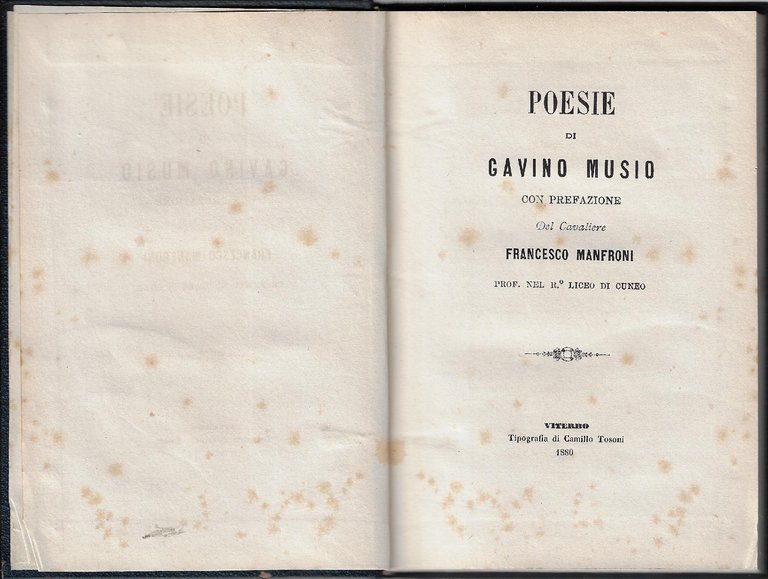 POESIE
DI
GAVINO MUSIO
CON PREFAZIONE
Del Cavaliere
FRANCESCO MANFRONI
PROF. NEL R.º LICEO DI CUNEO
VITERBO
Tipografia di Camillo Tosoni
1880